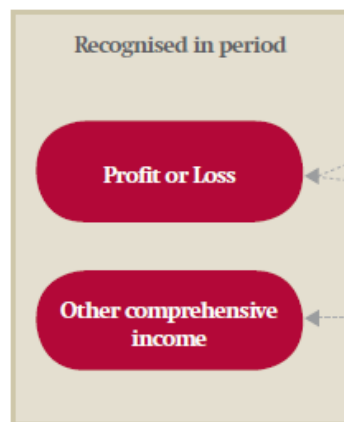 Recognised in period
Profit or Loss
Other comprehensive
income